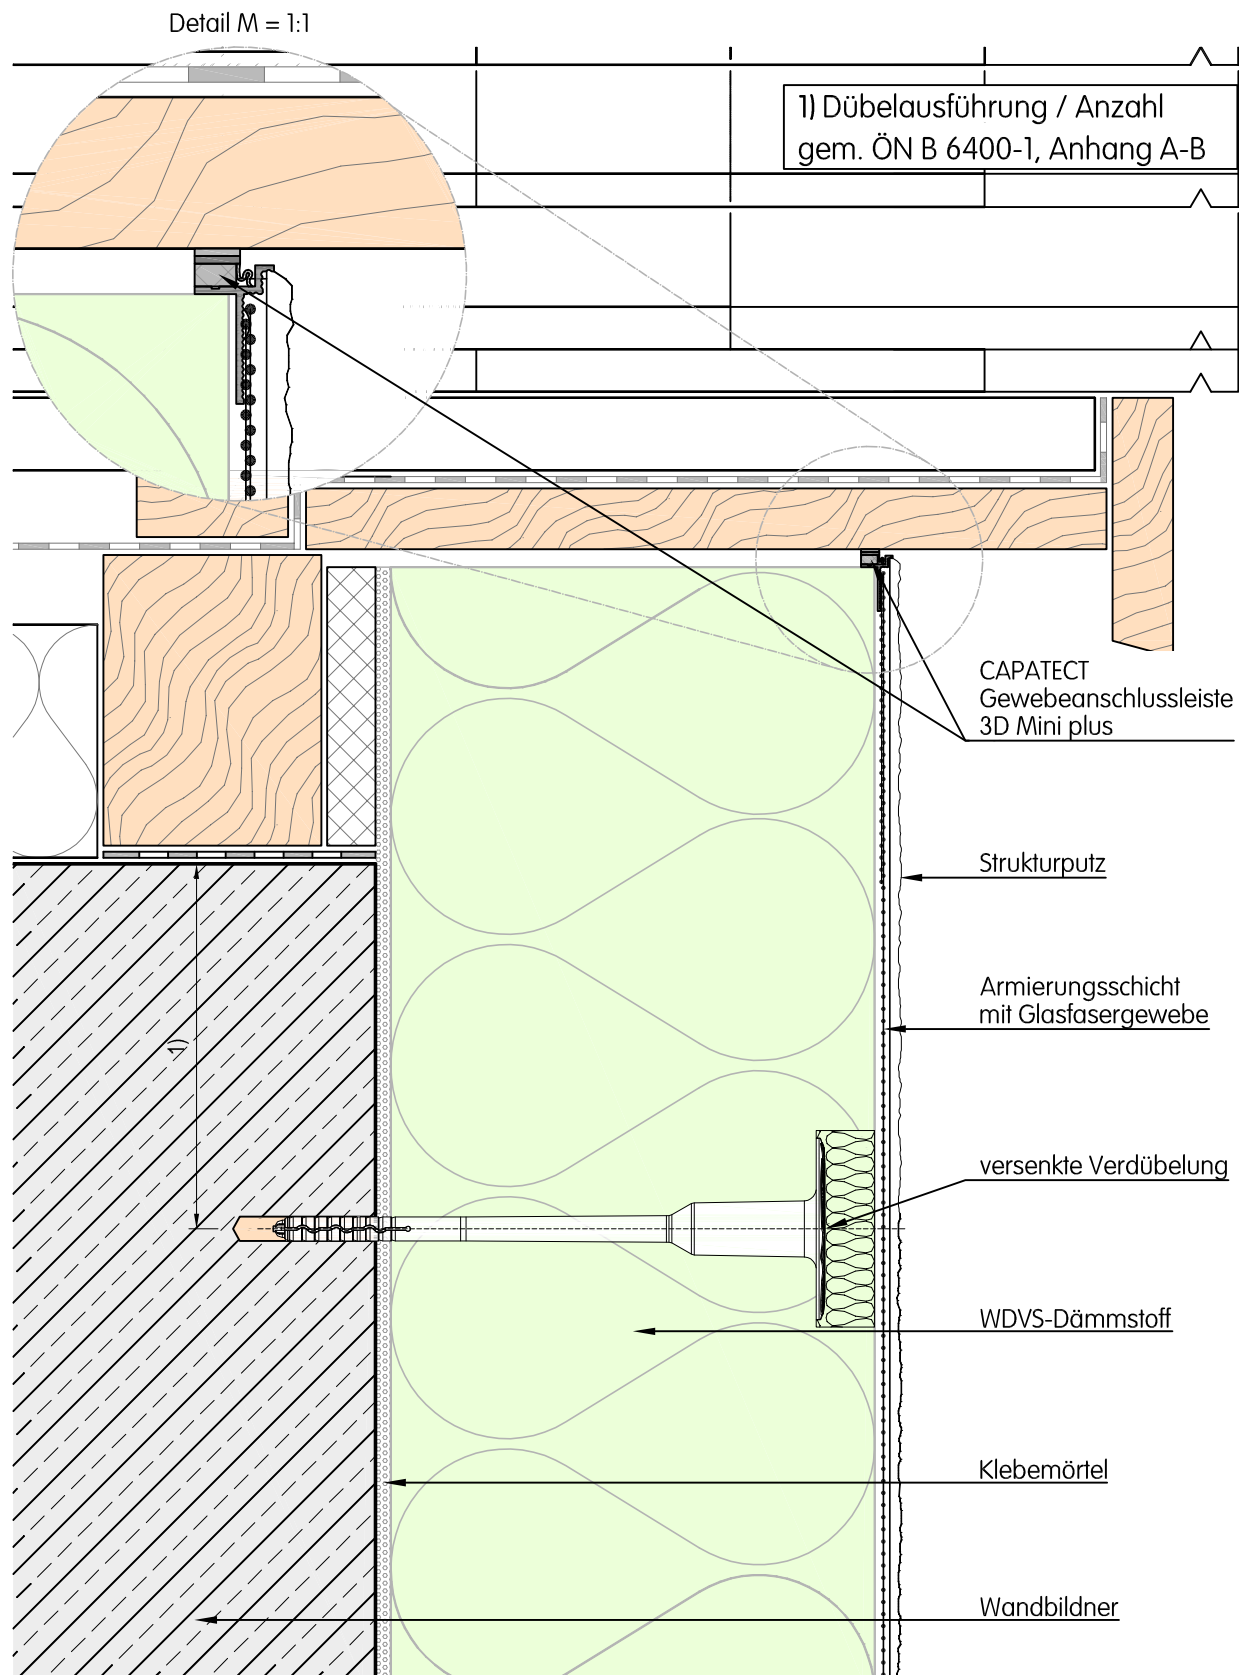 Detail M = 1:1
1) Dübelausführung / Anzahl
gem. ÖN B 6400-1, Anhang A-B
CAPATECT
Gewebeanschlussleiste
3D Mini plus
Strukturputz
Armierungsschicht
mit Glasfasergewebe
1)
versenkte Verdübelung
WDVS-Dämmstoff
Klebemörtel
Wandbildner